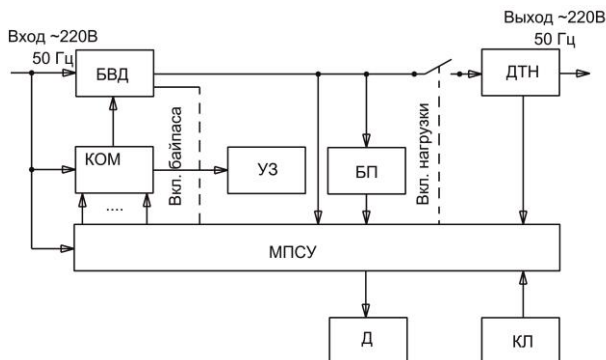 Вход ~220В
50 Гц
Выход ~220В
50 Гц
БВД
ДТН
Вкл. байпаса
Вкл. нагрузки
КОМ
УЗ
БП
....
МПСУ
Д
КЛ